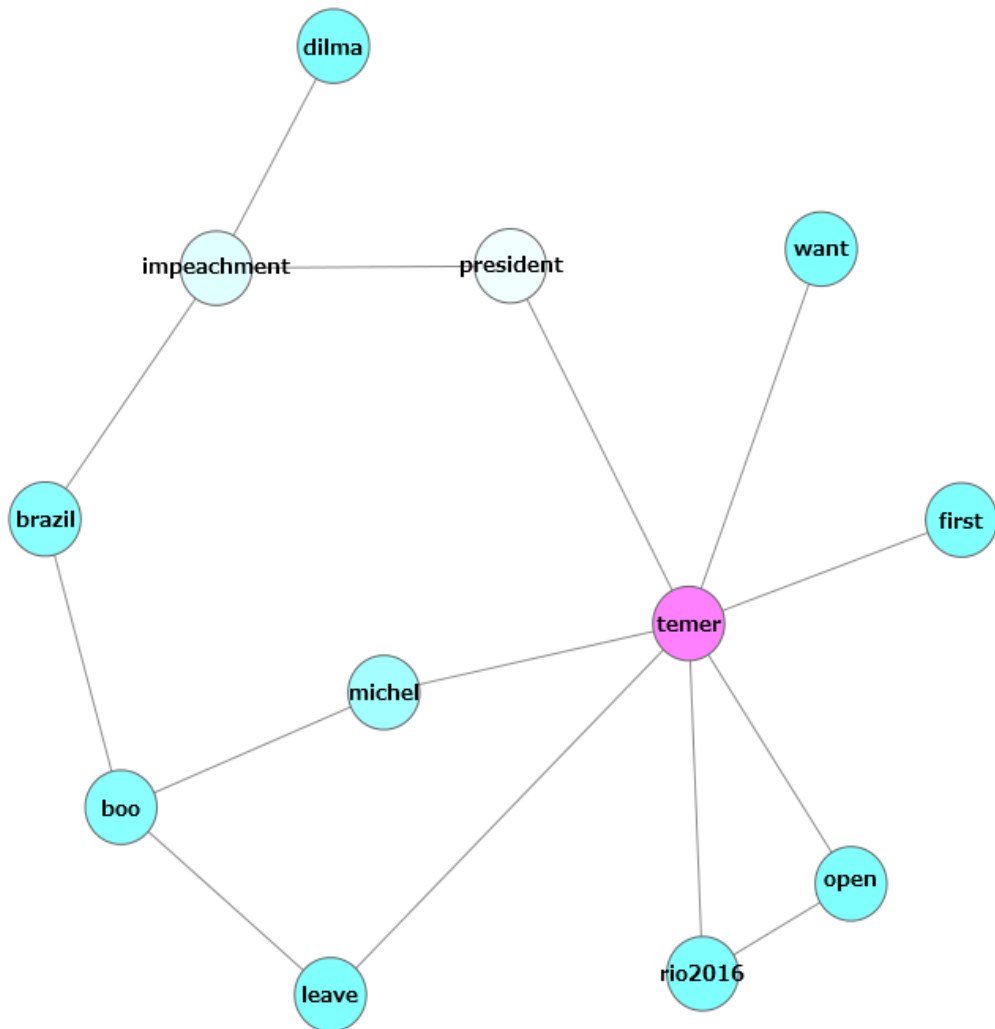 dilma
want
impeachment
president
brazil
first
temer
michel
boo
open
rio2016
leave